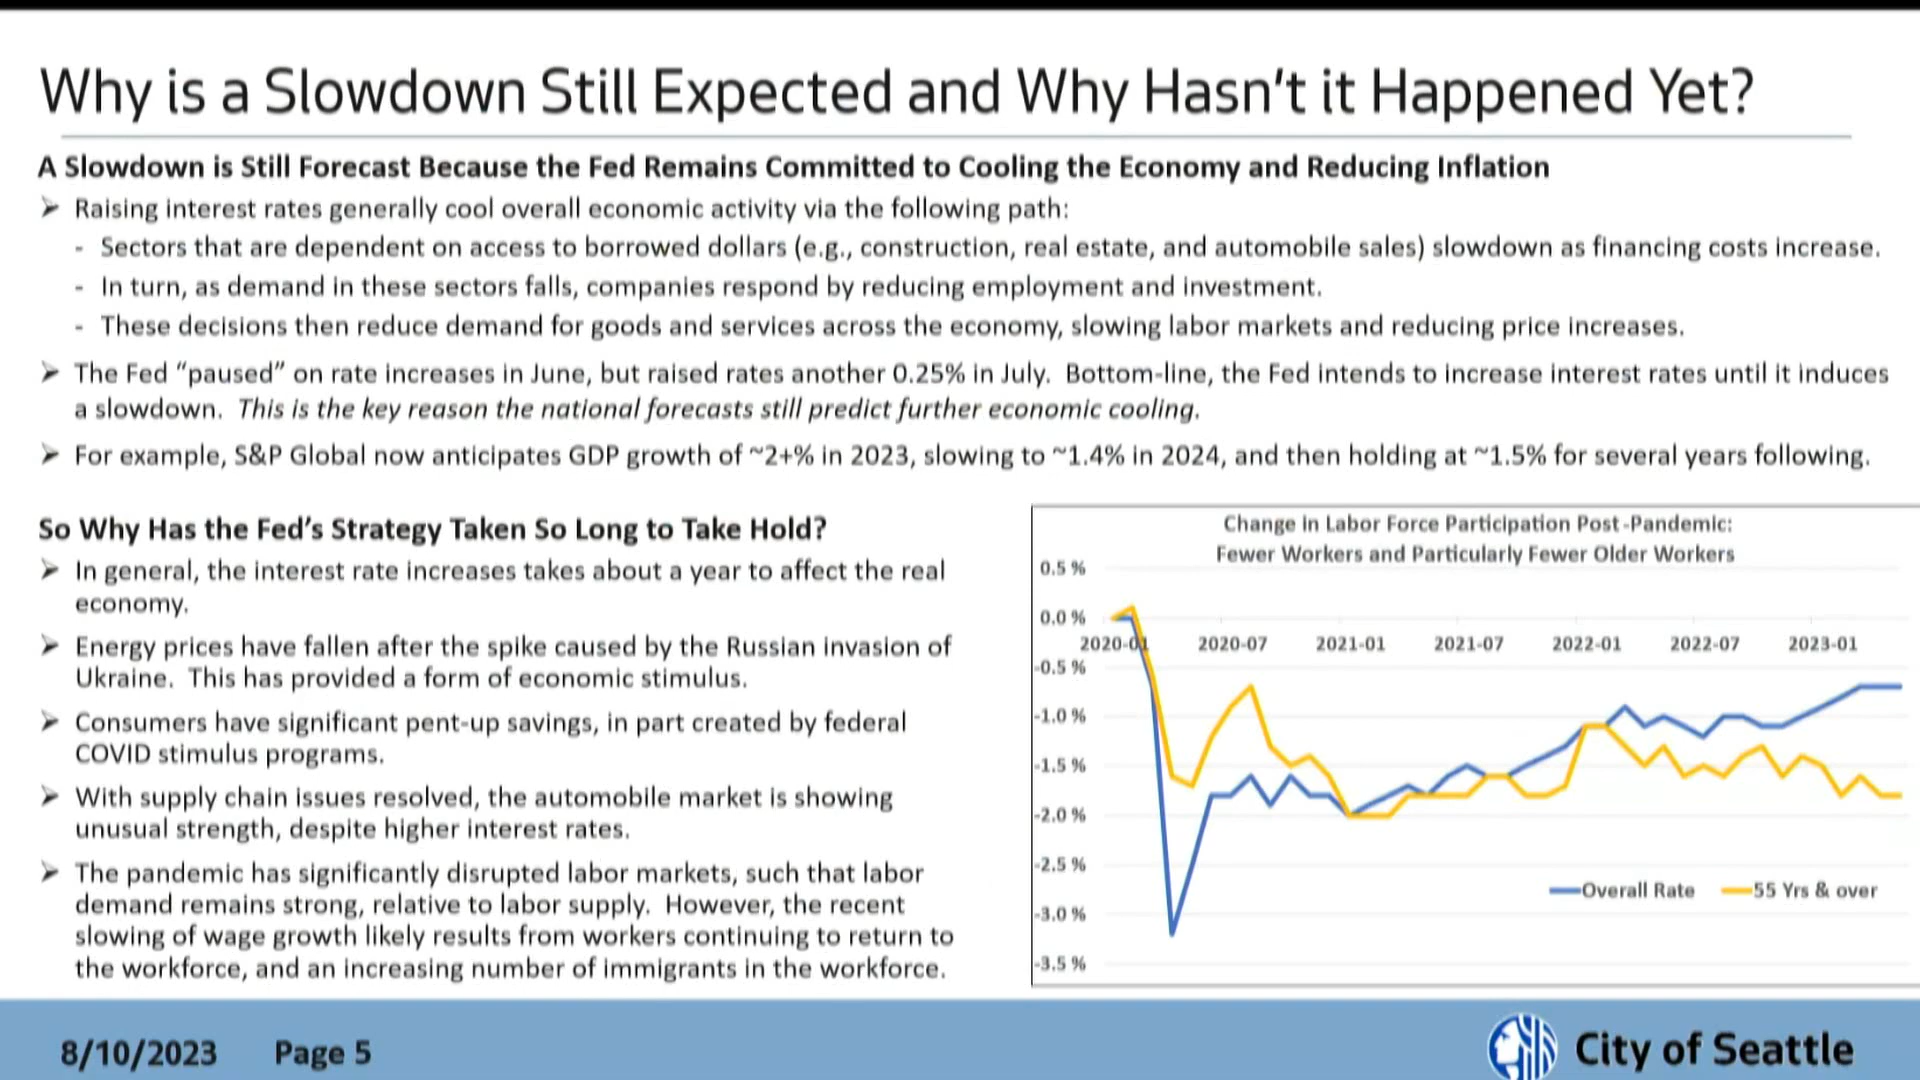 Why is a Slowdown Still Expected and Why Hasn't it Happened Yet?
A Slowdown is Still Forecast Because the Fed Remains Committed to Cooling the Economy and Reducing Inflation
➤ Raising interest rates generally cool overall economic activity via the following path:
- Sectors that are dependent on access to borrowed dollars (e.g., construction, real estate, and automobile sales) slowdown as financing costs increase.
- In turn, as demand in these sectors falls, companies respond by reducing employment and investment.
- These decisions then reduce demand for goods and services across the economy, slowing labor markets and reducing price increases.
➤ The Fed “paused” on rate increases in June, but raised rates another 0.25% in July. Bottom-line, the Fed intends to increase interest rates until it induces
a slowdown. This is the key reason the national forecasts still predict further economic cooling.
➤ For example, S&P Global now anticipates GDP growth of ~2+% in 2023, slowing to ~1.4% in 2024, and then holding at ~1.5% for several years following.
So Why Has the Fed's Strategy Taken So Long to Take Hold?
➤ In general, the interest rate increases takes about a year to affect the real
economy.
➤ Energy prices have fallen after the spike caused by the Russian invasion of
Ukraine. This has provided a form of economic stimulus.
➤ Consumers have significant pent-up savings, in part created by federal
COVID stimulus programs.
➤ With supply chain issues resolved, the automobile market is showing
unusual strength, despite higher interest rates.
➤ The pandemic has significantly disrupted labor markets, such that labor
demand remains strong, relative to labor supply. However, the recent
slowing of wage growth likely results from workers continuing to return to
the workforce, and an increasing number of immigrants in the workforce.
Change in Labor Force Participation Post-Pandemic:
Fewer Workers and Particularly Fewer Older Workers
0.5%
0.0%
2020-01 2020-07 2021-01 2021-07 2022-01 2022-07 2023-01
-0.5%
-1.0%
-1.5%
-2.0%
-2.5%
Overall Rate 55 Yrs & over
-3.0%
-3.5%
8/10/2023 Page 5
City of Seattle